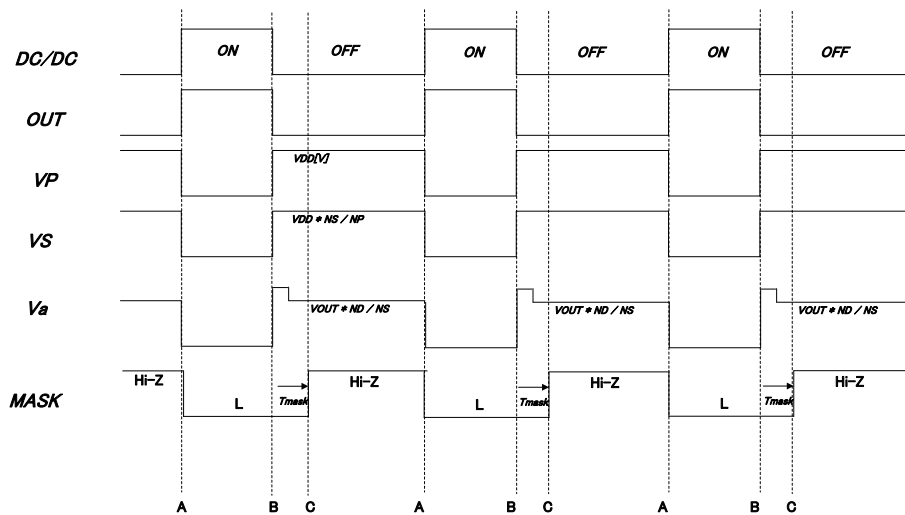 DC/DC ON OFF ON OFF ON OFF
OUT
VP VDD[V]
VS VDD * NS / NP
Va VOUT * ND / NS VOUT * ND / NS VOUT * ND / NS
Hi-Z Hi-Z Hi-Z Hi-Z
MASK L Tmask L Tmask L Tmask
A B C A B C A B C